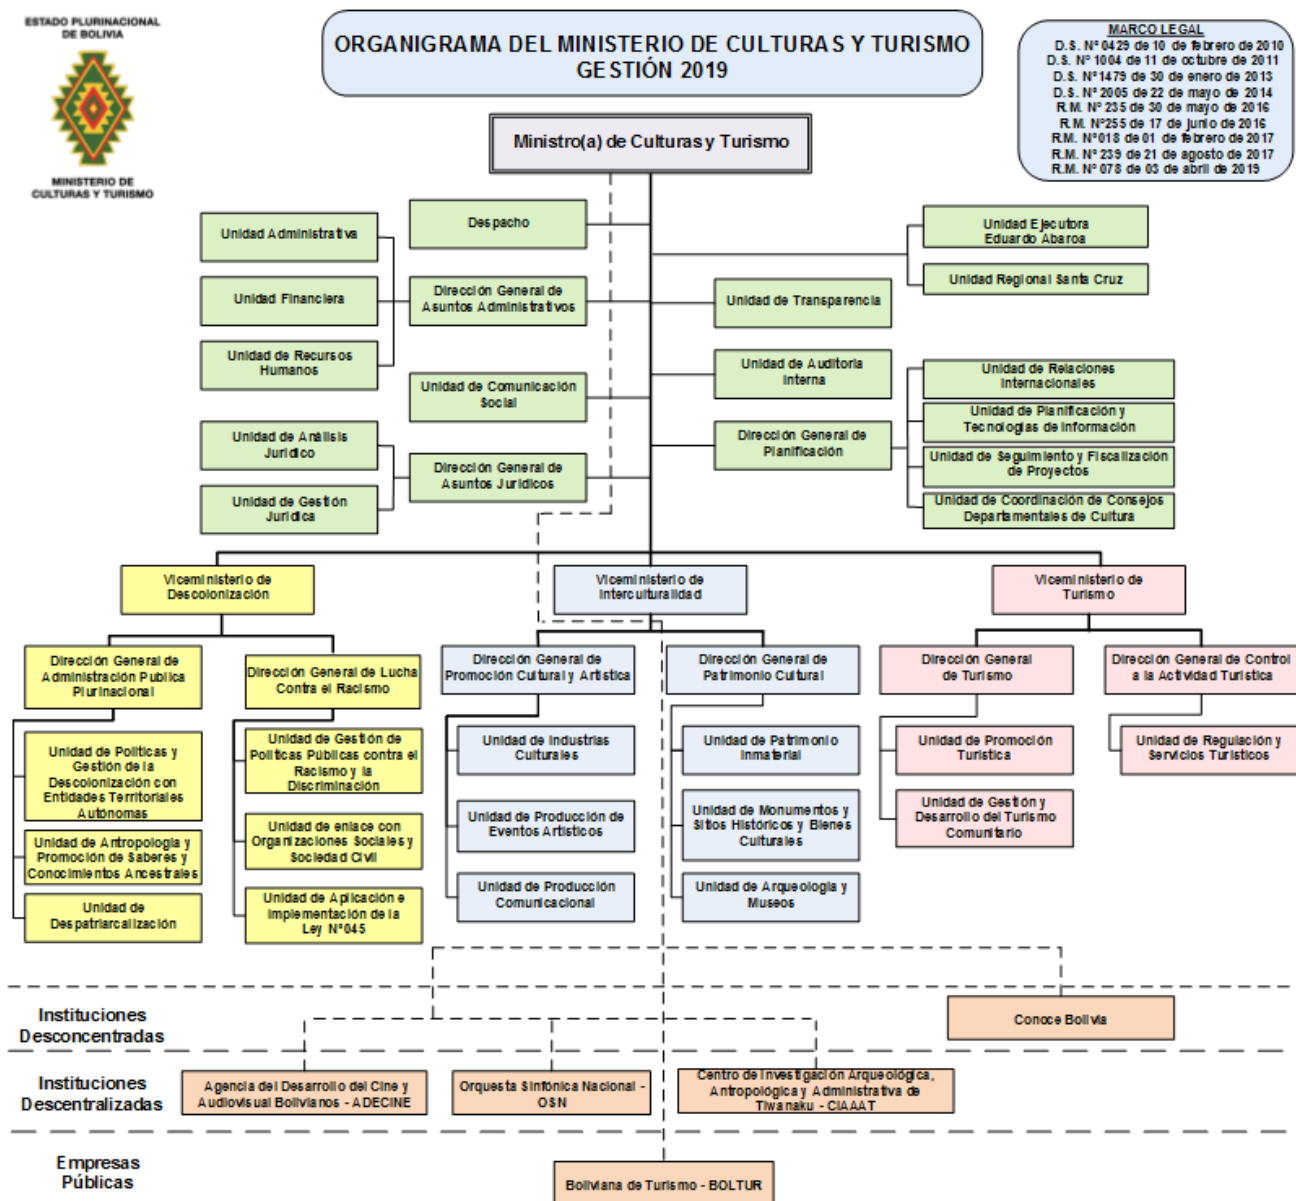 ESTADO PLURINACIONAL
DE BOLIVIA
MINISTERIO DE
CULTURAS Y TURISMO
ORGANIGRAMA DEL MINISTERIO DE CULTURAS Y TURISMO
GESTIÓN 2019
MARCO LEGAL
D.S. Nº 0429 de 10 de febrero de 2010
D.S. Nº 1004 de 11 de octubre de 2011
D.S. Nº1479 de 30 de enero de 2013
D.S. Nº 2005 de 22 de mayo de 2014
R.M. Nº 235 de 30 de mayo de 2016
R.M. Nº255 de 17 de junio de 2016
R.M. Nº018 de 01 de febrero de 2017
R.M. Nº 239 de 21 de agosto de 2017
R.M. Nº 078 de 03 de abril de 2019
Ministro(a) de Culturas y Turismo
Despacho
Unidad Administrativa
Unidad Financiera
Unidad de Recursos
Humanos
Dirección General de
Asuntos Administrativos
Unidad de Comunicación
Social
Unidad de Análisis
Jurídico
Unidad de Gestión
Jurídica
Dirección General de
Asuntos Jurídicos
Unidad Ejecutora
Eduardo Abaroa
Unidad Regional Santa Cruz
Unidad de Transparencia
Unidad de Auditoria
Interna
Dirección General de
Planificación
Unidad de Relaciones
Internacionales
Unidad de Planificación y
Tecnologías de Información
Unidad de Seguimiento y Fiscalización
de Proyectos
Unidad de Coordinación de Consejos
Departamentales de Cultura
Viceministerio de
Descolonización
Viceministerio de
Interculturalidad
Viceministerio de
Turismo
Dirección General de
Administración Publica
Plurinacional
Dirección General de Lucha
Contra el Racismo
Dirección General de
Promoción Cultural y Artística
Dirección General de
Patrimonio Cultural
Dirección General
de Turismo
Dirección General de Control
a la Actividad Turística
Unidad de Políticas y
Gestión de la
Descolonización con
Entidades Territoriales
Autónomas
Unidad de Antropología y
Promoción de Saberes y
Conocimientos Ancestrales
Unidad de
Despatriarcalización
Unidad de Gestión de
Políticas Públicas contra el
Racismo y la
Discriminación
Unidad de enlace con
Organizaciones Sociales y
Sociedad Civil
Unidad de Aplicación e
Implementación de la
Ley Nº045
Unidad de Industrias
Culturales
Unidad de Producción de
Eventos Artísticos
Unidad de Producción
Comunicacional
Unidad de Patrimonio
Inmaterial
Unidad de Monumentos y
Sitios Históricos y Bienes
Culturales
Unidad de Arqueología y
Museos
Unidad de Promoción
Turística
Unidad de Gestión y
Desarrollo del Turismo
Comunitario
Unidad de Regulación y
Servicios Turísticos
Instituciones
Desconcentradas
Conoce Bolivia
Instituciones
Descentralizadas
Agencia del Desarrollo del Cine y
Audiovisual Bolivianos - ADECINE
Orquesta Sinfónica Nacional -
OSN
Centro de Investigación Arqueológica,
Antropológica y Administrativa de
Tiwanaku - CIAAAT
Empresas
Públicas
Boliviana de Turismo - BOLTUR